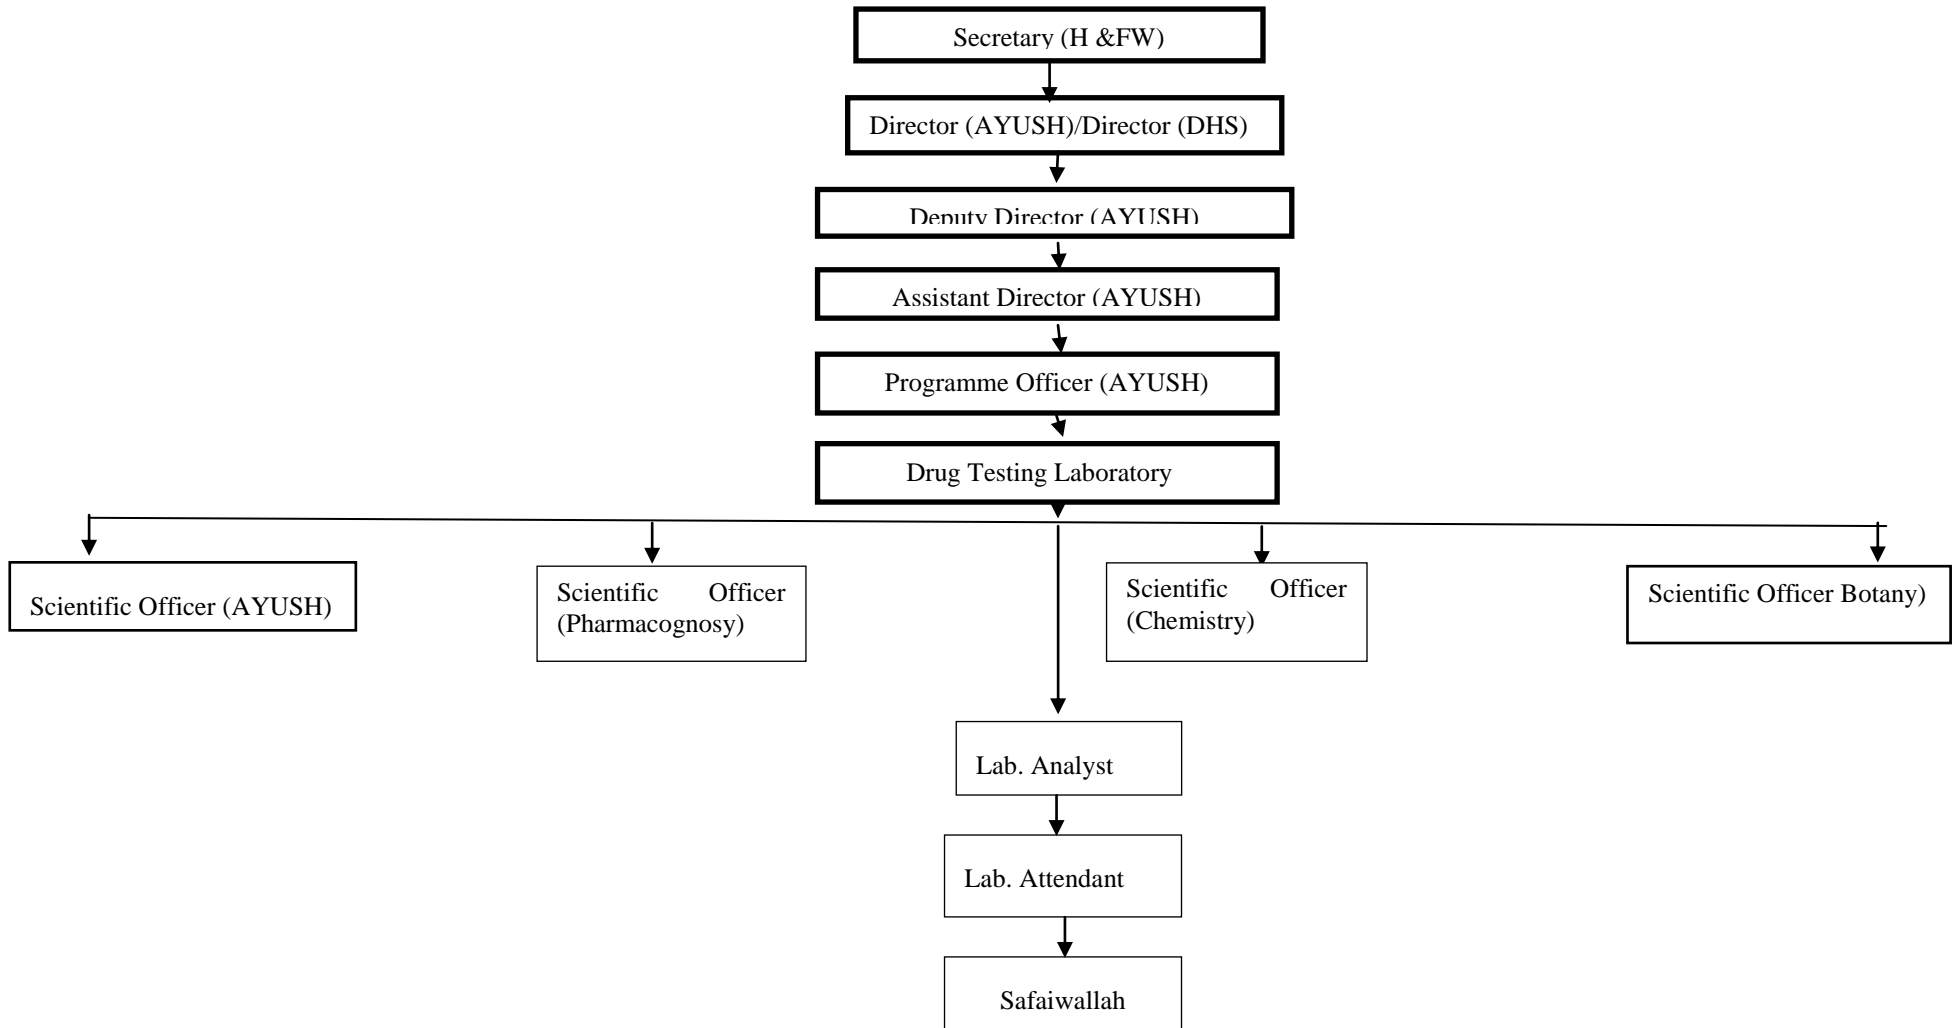 Secretary (H &FW)
Director (AYUSH)/Director (DHS)
Deputy Director (AYUSH)
Assistant Director (AYUSH)
Programme Officer (AYUSH)
Drug Testing Laboratory
Scientific Officer (AYUSH)
Scientific Officer
(Pharmacognosy)
Scientific Officer
(Chemistry)
Scientific Officer Botany)
Lab. Analyst
Lab. Attendant
Safaiwallah